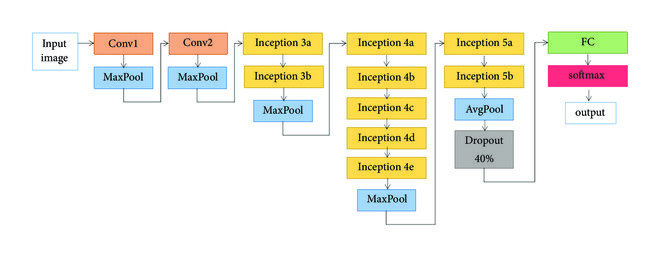 Input
image
Conv1
MaxPool
Conv2
MaxPool
Inception 3a
Inception 3b
MaxPool
Inception 4a
Inception 4b
Inception 4c
Inception 4d
Inception 4e
MaxPool
Inception 5a
Inception 5b
AvgPool
Dropout
40%
FC
softmax
output